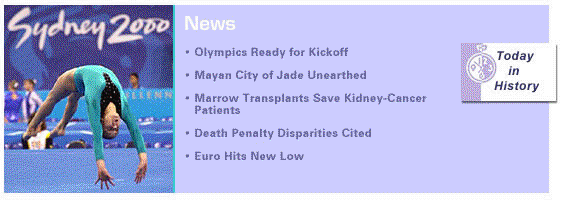 Sydney 2000
News
• Olympics Ready for Kickoff
• Mayan City of Jade Unearthed
• Marrow Transplants Save Kidney-Cancer
Patients
• Death Penalty Disparities Cited
• Euro Hits New Low
Today
in
History